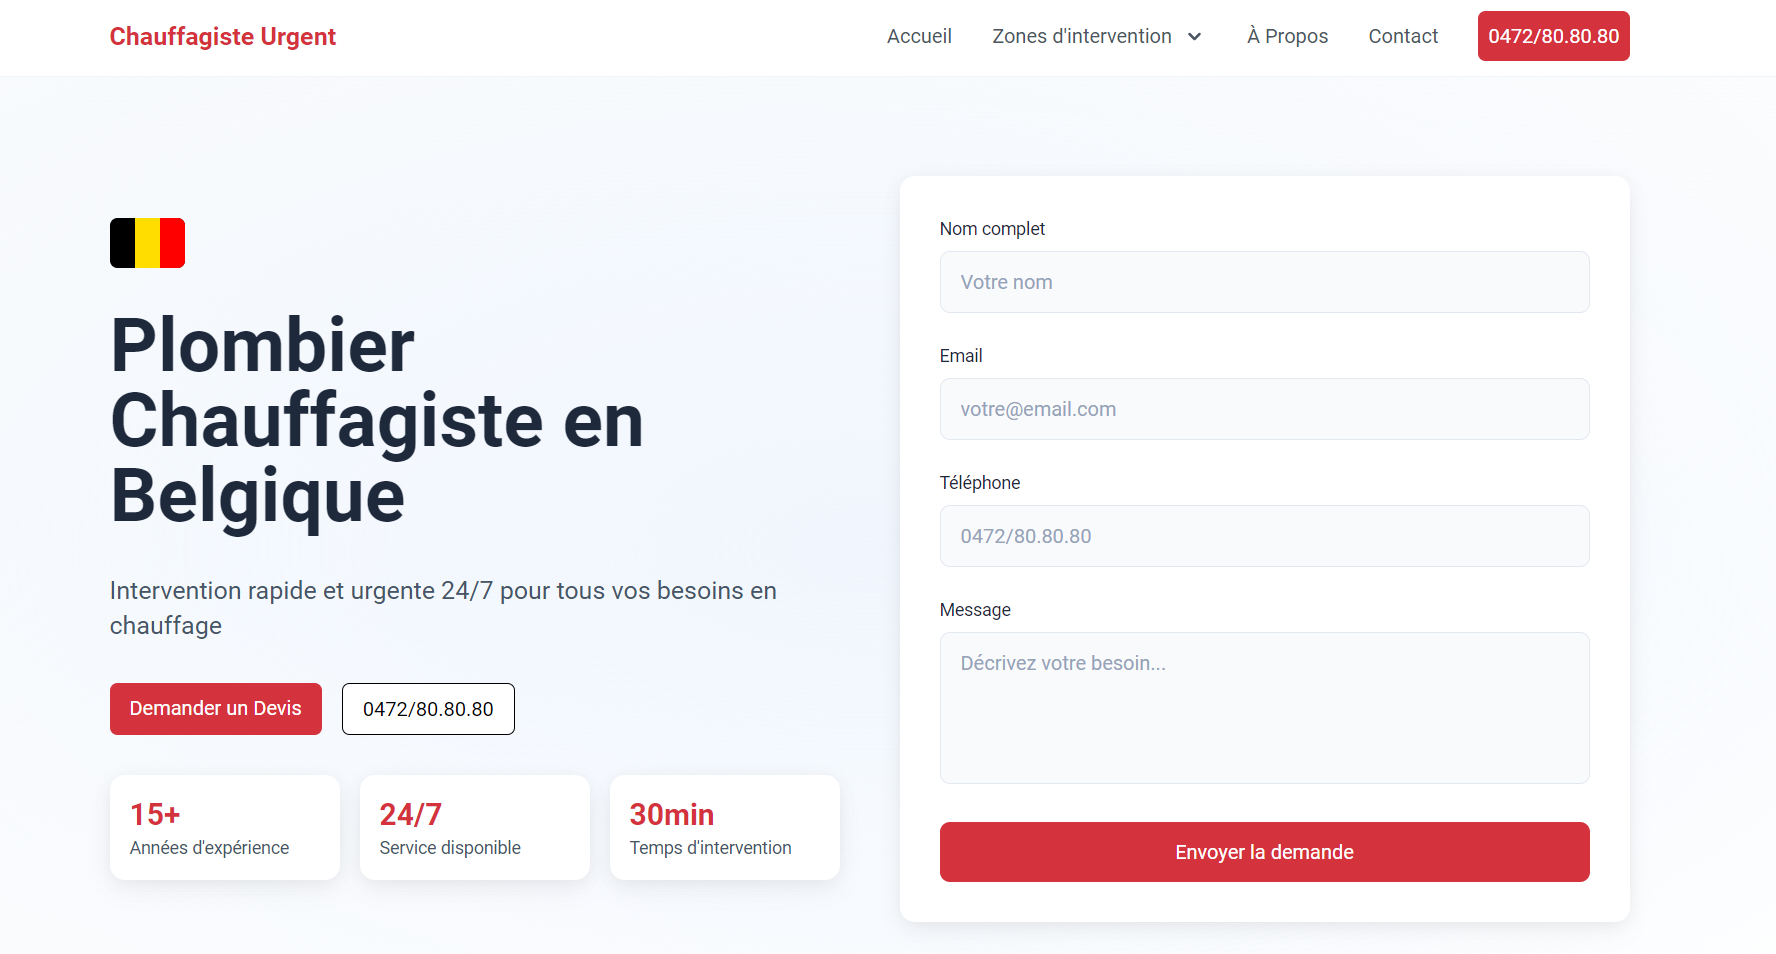 Chauffagiste Urgent
Accueil
Zones d'intervention
À Propos
Contact
0472/80.80.80
Plombier
Chauffagiste en
Belgique
Intervention rapide et urgente 24/7 pour tous vos besoins en
chauffage
Demander un Devis
0472/80.80.80
15+
Années d'expérience
24/7
Service disponible
30min
Temps d'intervention
Nom complet
Votre nom
Email
votre@email.com
Téléphone
0472/80.80.80
Message
Décrivez votre besoin...
Envoyer la demande